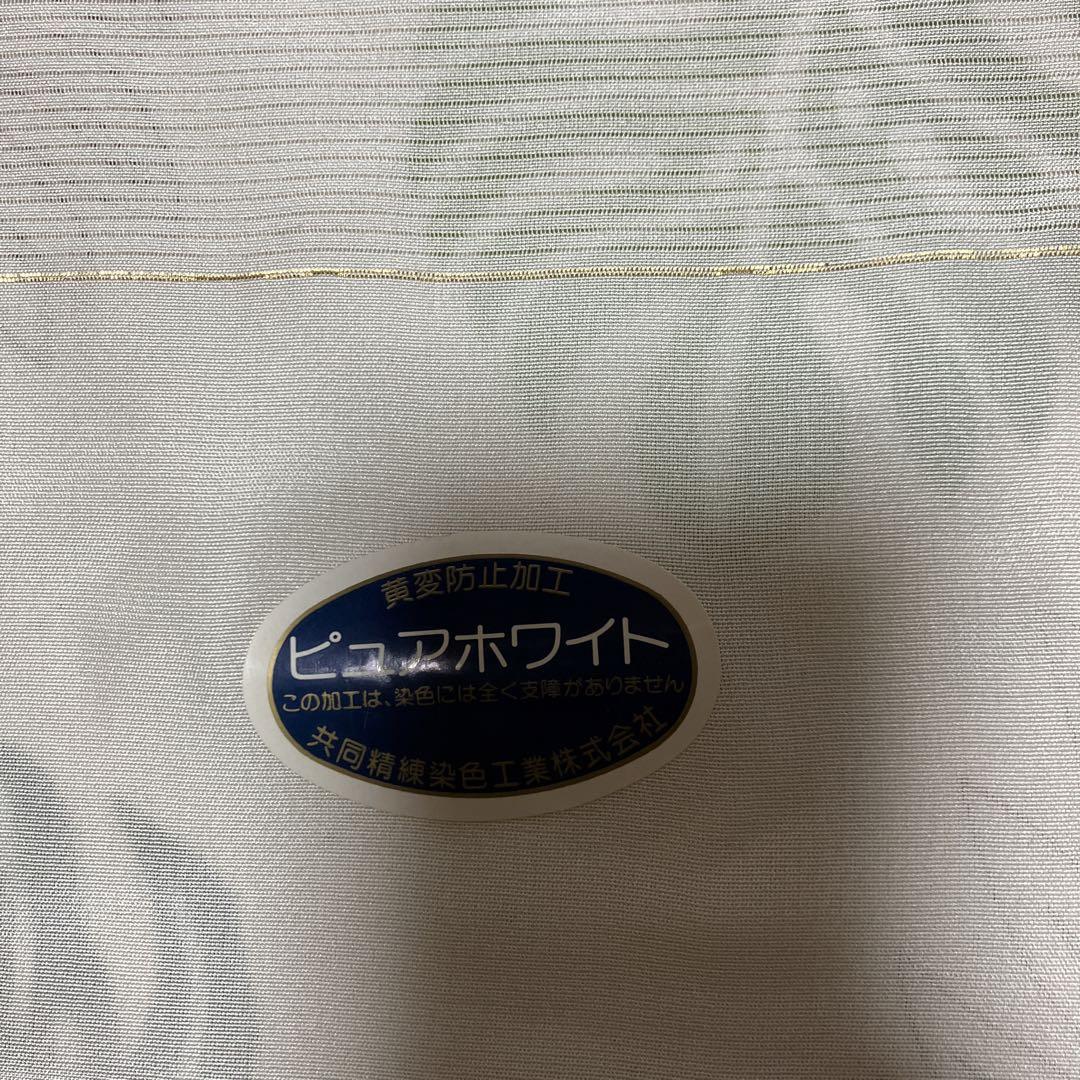 黄変防止加工
ピュアホワイト
この加工は、染色には全く支障がありません
共同精練染色工業株式会社